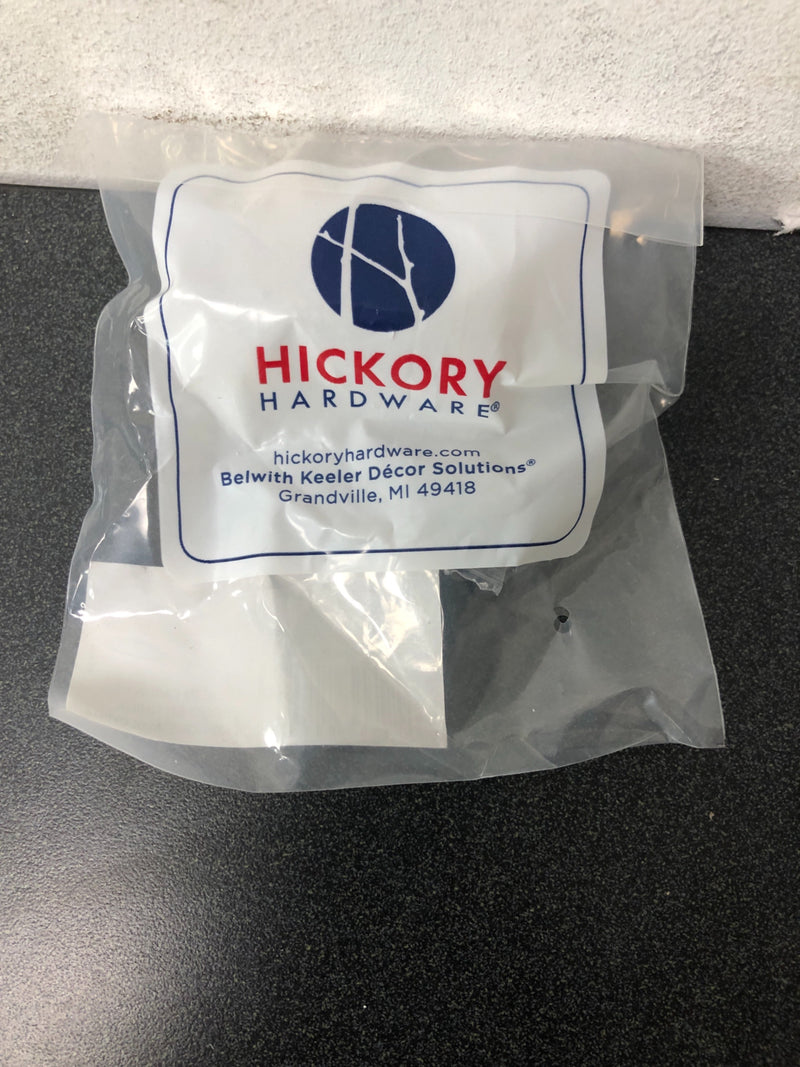 HICKORY
HARDWARE®
hickoryhardware.com
Belwith Keeler Décor Solutions®
Grandville, MI 49418